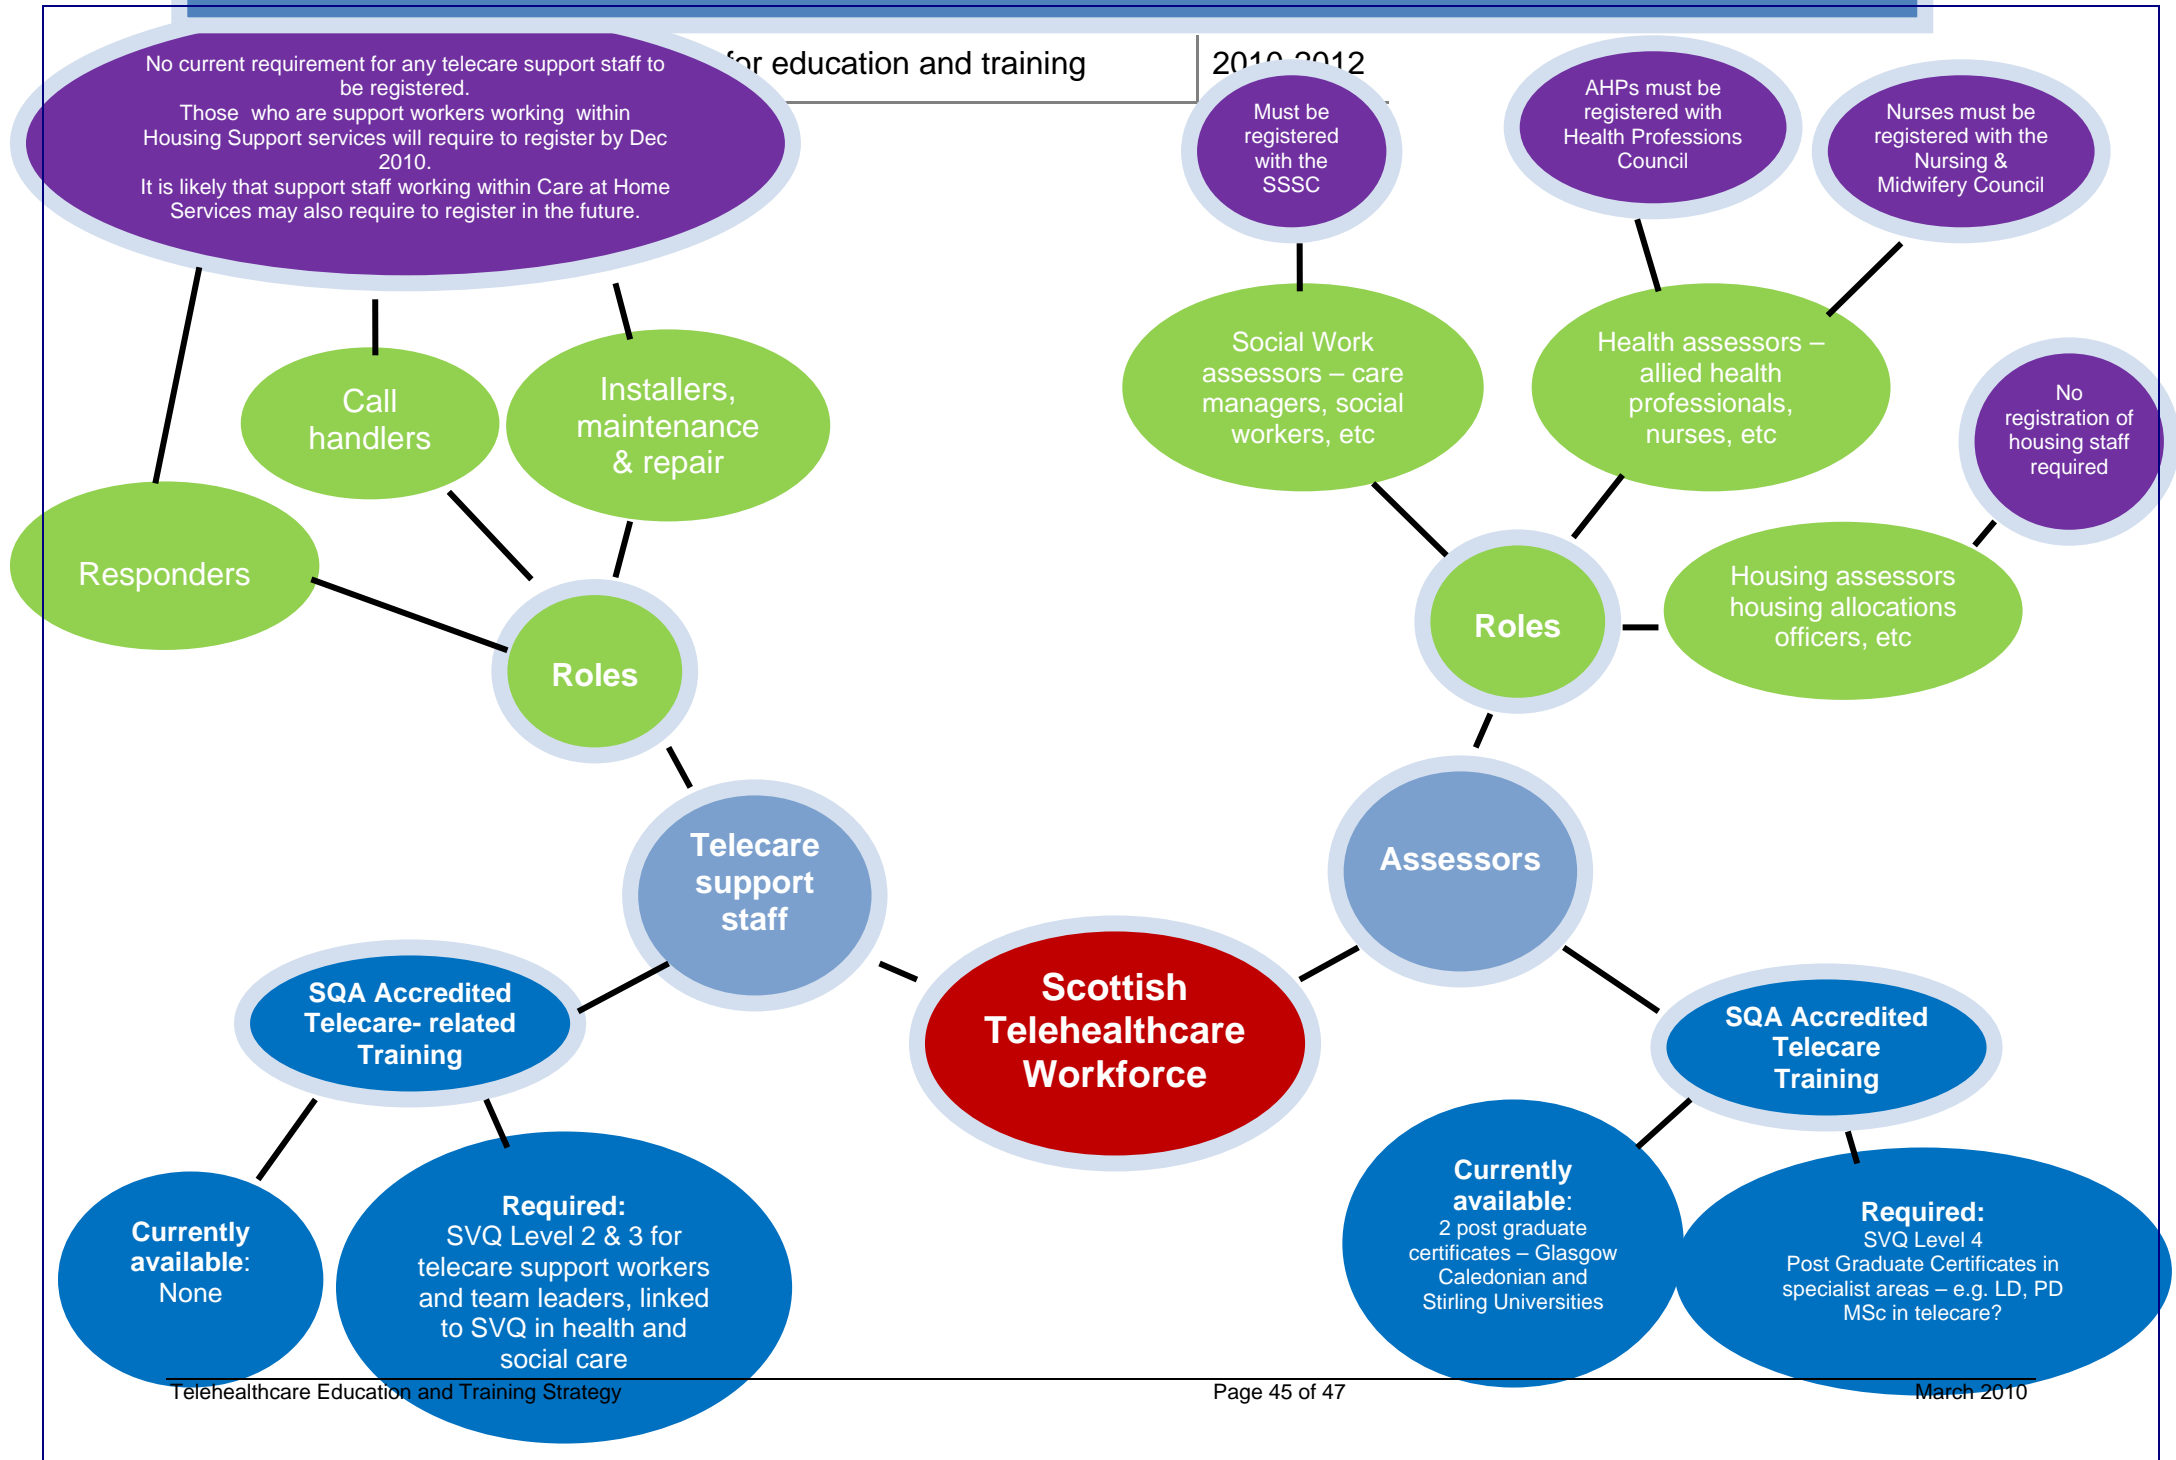 for education and training
2010-2012
No current requirement for any telecare support staff to
be registered.
Those who are support workers working within
Housing Support services will require to register by Dec
2010.
It is likely that support staff working within Care at Home
Services may also require to register in the future.
Must be
registered
with the
SSSC
AHPs must be
registered with
Health Professions
Council
Nurses must be
registered with the
Nursing &
Midwifery Council
Call
handlers
Installers,
maintenance
& repair
Responders
Roles
Social Work
assessors – care
managers, social
workers, etc
Health assessors –
allied health
professionals,
nurses, etc
No
registration of
housing staff
required
Housing assessors
housing allocations
officers, etc
Roles
Telecare
support
staff
Assessors
Scottish
Telehealthcare
Workforce
SQA Accredited
Telecare- related
Training
Currently
available:
None
Required:
SVQ Level 2 & 3 for
telecare support workers
and team leaders, linked
to SVQ in health and
social care
SQA Accredited
Telecare
Training
Currently
available:
2 post graduate
certificates – Glasgow
Caledonian and
Stirling Universities
Required:
SVQ Level 4
Post Graduate Certificates in
specialist areas – e.g. LD, PD
MSc in telecare?
Telehealthcare Education and Training Strategy
Page 45 of 47
March 2010